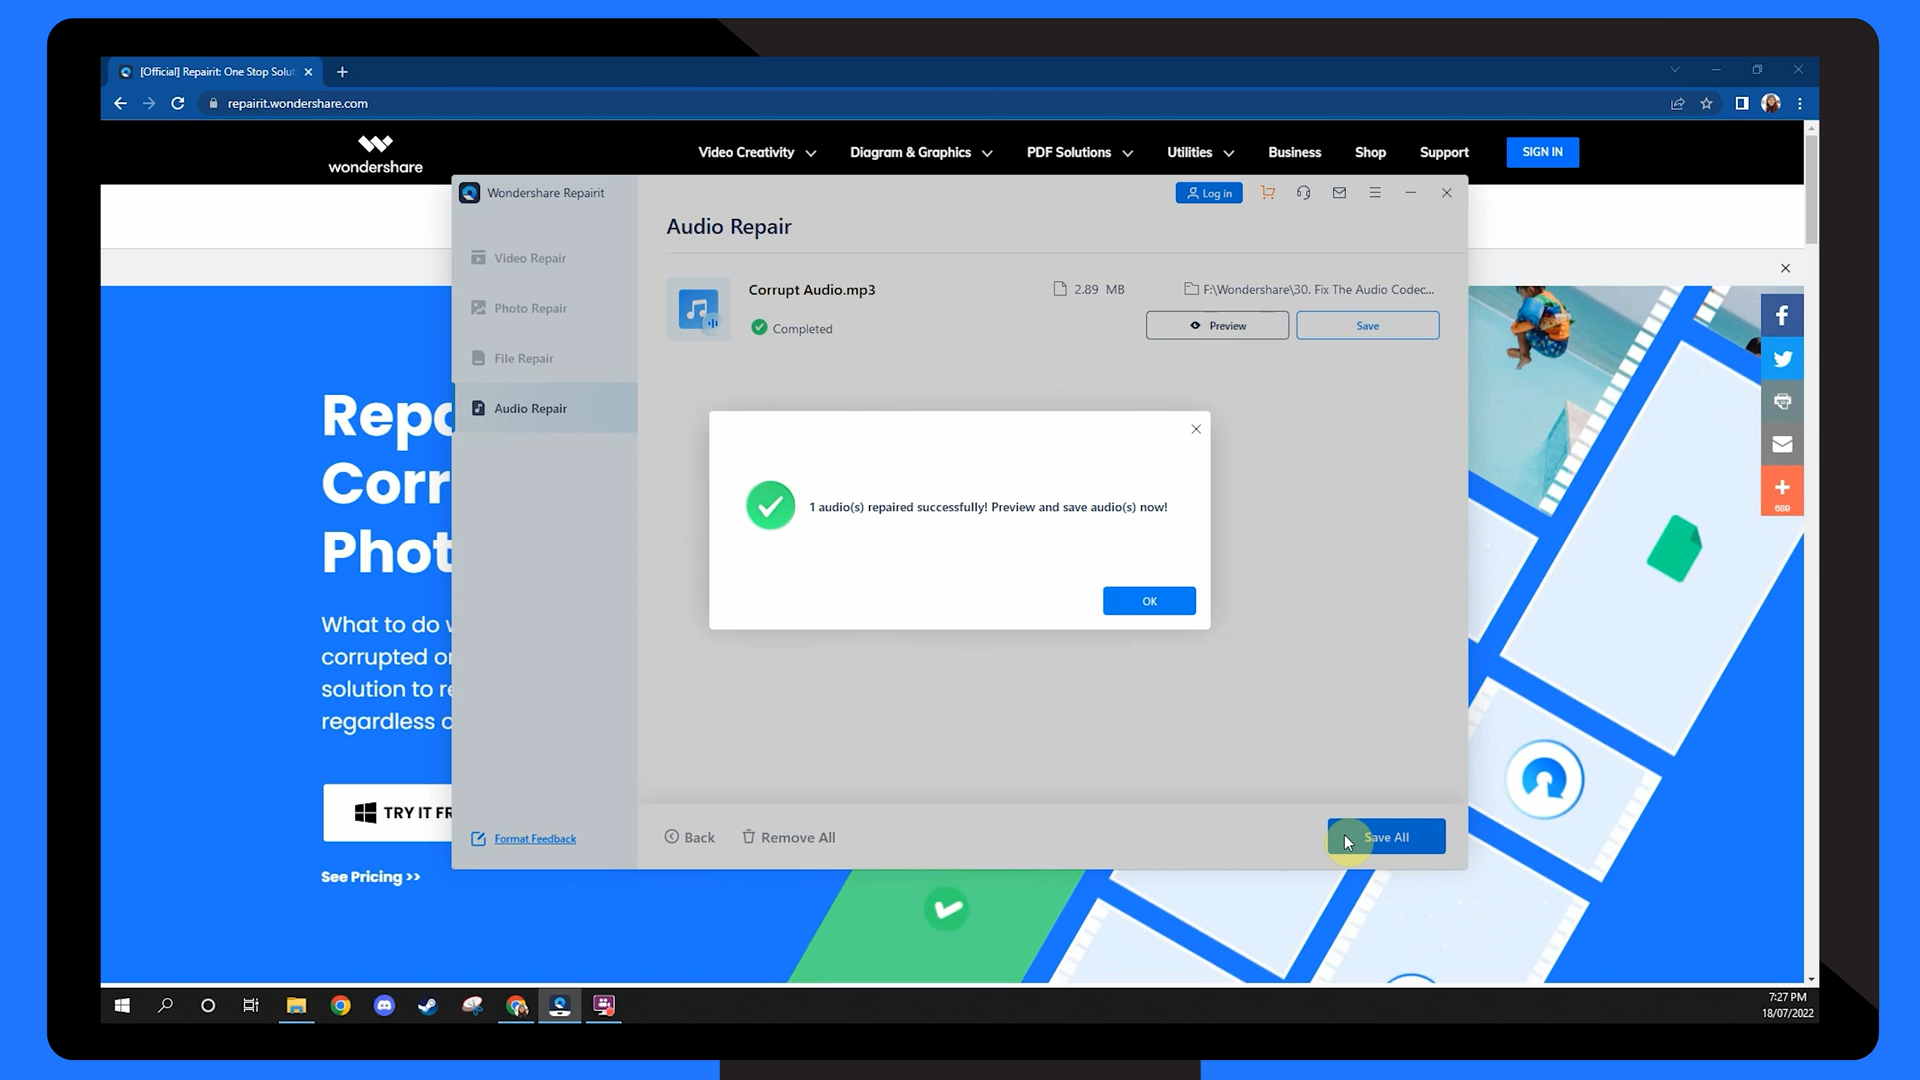 [Official] Repairit: One Stop Solut
repairit.wondershare.com
wondershare
Video Creativity
Diagram & Graphics
PDF Solutions
Utilities
Business
Shop
Support
SIGN IN
Wondershare Repairit
Log in
Audio Repair
Video Repair
Photo Repair
File Repair
Audio Repair
Corrupt Audio.mp3
2.89 MB
F:\Wondershare\30. Fix The Audio Codec...
Completed
Preview
Save
1 audio(s) repaired successfully! Preview and save audio(s) now!
OK
Repa
Corr
Phot
What to do
corrupted or
solution to re
regardless o
TRY IT FR
See Pricing >>
Format Feedback
Back
Remove All
Save All
689
7:27 PM
18/07/2022